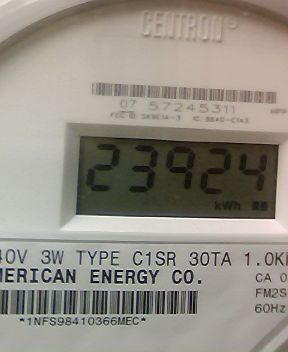 CENTRON®
07 57245311
23924
kWh
40V 3W TYPE C1SR 30TA 1.0K
MERICAN ENERGY CO.
CA 0
FM2S
60Hz
*1NFS98410366MEC*